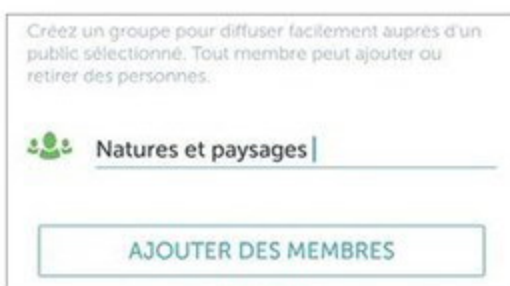 Créez un groupe pour diffuser facilement auprès d'un
public sélectionné. Tout membre peut ajouter ou
retirer des personnes.
Natures et paysages
AJOUTER DES MEMBRES